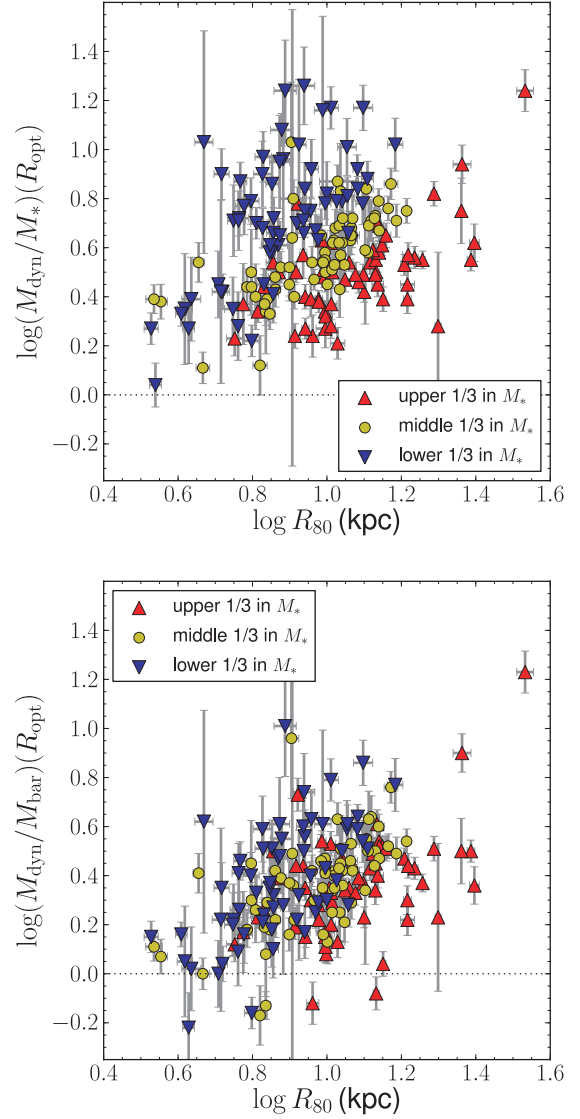 log(M_dyn/M_*)(R_opt)
1.4
1.2
1.0
0.8
0.6
0.4
0.2
0.0
−0.2
upper 1/3 in M_*
middle 1/3 in M_*
lower 1/3 in M_*
0.4 0.6 0.8 1.0 1.2 1.4 1.6
log R_80 (kpc)
log(M_dyn/M_bar)(R_opt)
upper 1/3 in M_*
middle 1/3 in M_*
lower 1/3 in M_*
1.4
1.2
1.0
0.8
0.6
0.4
0.2
0.0
−0.2
0.4 0.6 0.8 1.0 1.2 1.4 1.6
log R_80 (kpc)